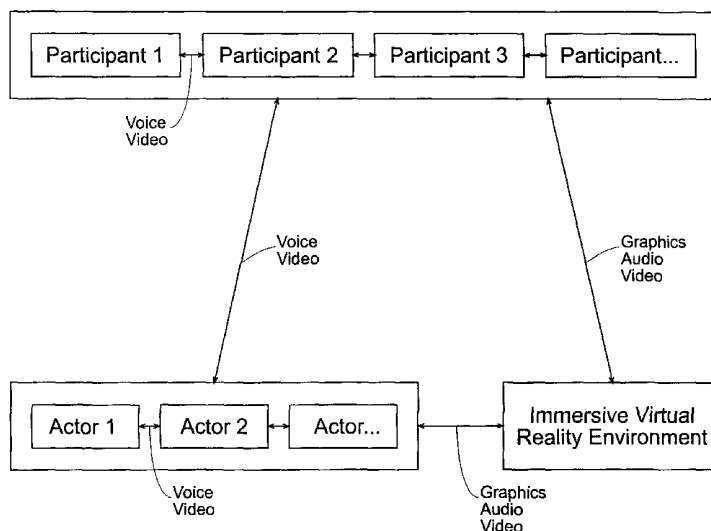 Participant 1 Participant 2 Participant 3 Participant...
Voice
Video
Voice
Video
Graphics
Audio
Video
Actor 1 Actor 2 Actor...
Immersive Virtual
Reality Environment
Voice
Video
Graphics
Audio
Video